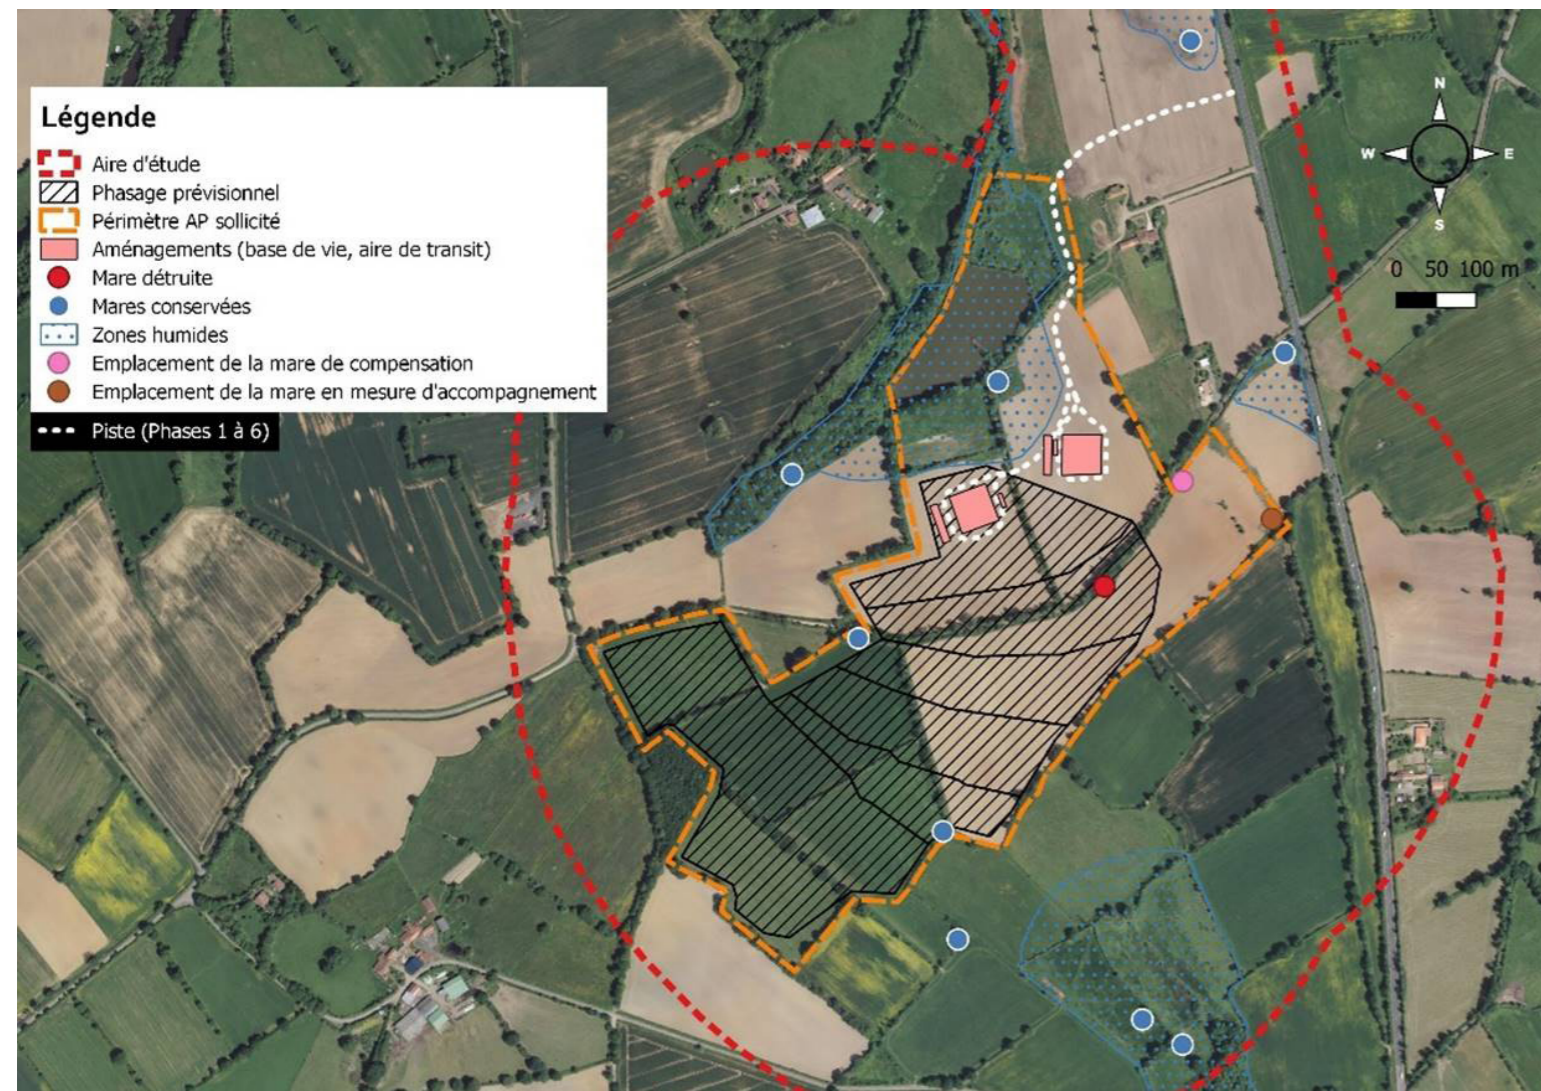 Légende
Aire d'étude
Phasage prévisionnel
Périmètre AP sollicité
Aménagements (base de vie, aire de transit)
Mare détruite
Mares conservées
Zones humides
Emplacement de la mare de compensation
Emplacement de la mare en mesure d'accompagnement
Piste (Phases 1 à 6)
N
W E
S
0 50 100 m